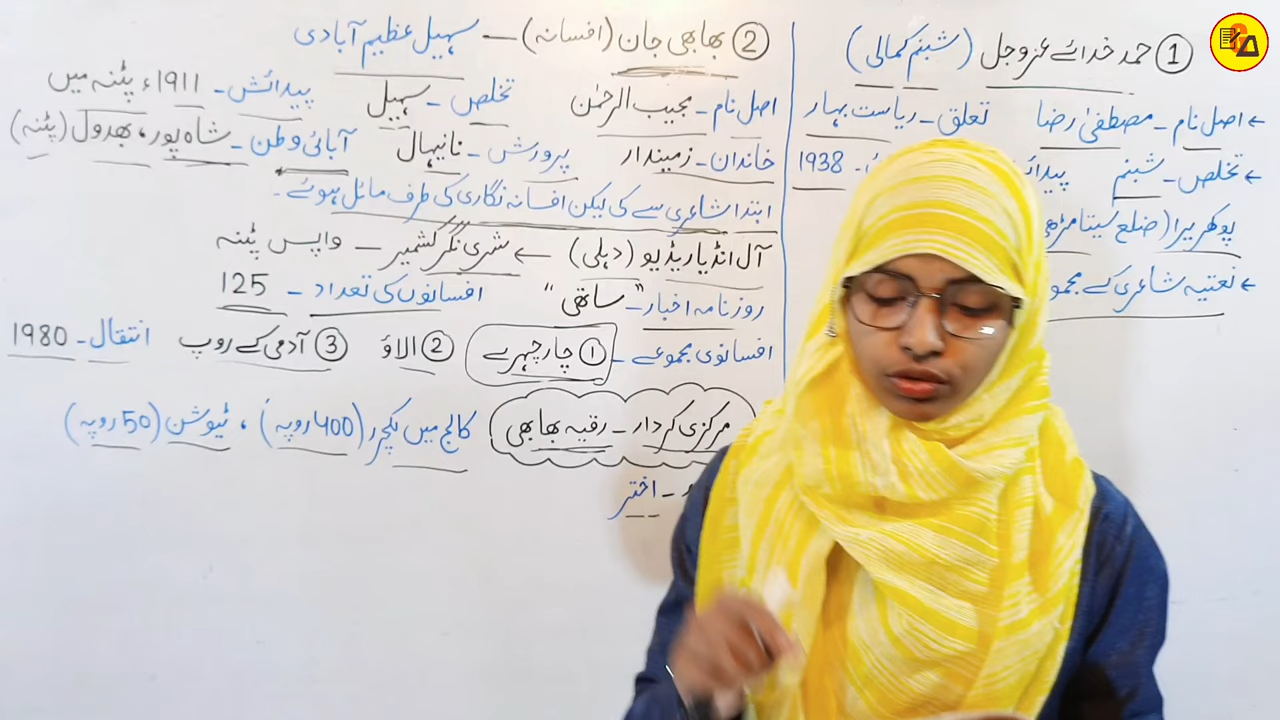 ① حمد خدائے عزوجل (شبنم کمالی)
← اصل نام - مصطفیٰ رضا تعلق - ریاست بہار
← تخلص - شبنم 1938
پوکھریرا (ضلع سیتامڑھی
← نعتیہ شاعری کے
② بھابھی جان (افسانہ) — سہیل عظیم آبادی
اصل نام - مجیب الرحمٰن تخلص - سہیل پیدائش - 1911ء پٹنہ میں
خاندان - زمیندار پرورش - نانیہال آبائی وطن - شاہ پور، بھدول (پٹنہ)
ابتدا شاعری سے کی لیکن افسانہ نگاری کی طرف مائل ہوئے۔
آل انڈیا ریڈیو (دہلی) ← شری نگر کشمیر - واپس پٹنہ
روزنامہ اخبار - "ساتھی" افسانوں کی تعداد - 125
افسانوی مجموعے - ① چار چہرے ② الاؤ ③ آدمی کے روپ انتقال - 1980
مرکزی کردار - رقیہ بھابھی کالج میں لکچرر (400 روپہ)، ٹیوشن (50 روپہ)
- اختر